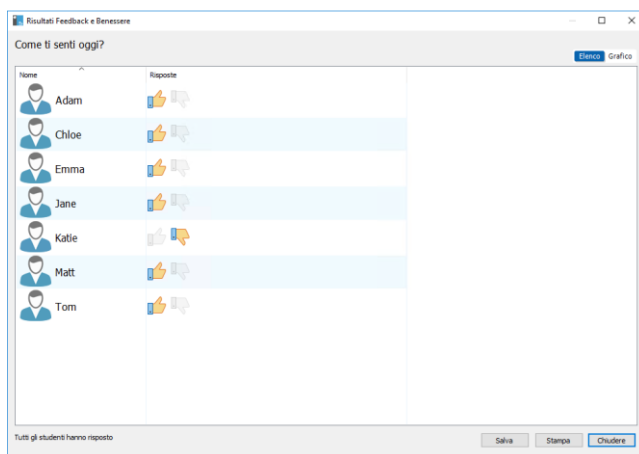 Risultati Feedback e Benessere
Come ti senti oggi?
Elenco Grafico
Nome Risposte
Adam
Chloe
Emma
Jane
Katie
Matt
Tom
Tutti gli studenti hanno risposto
Salva Stampa Chiudere